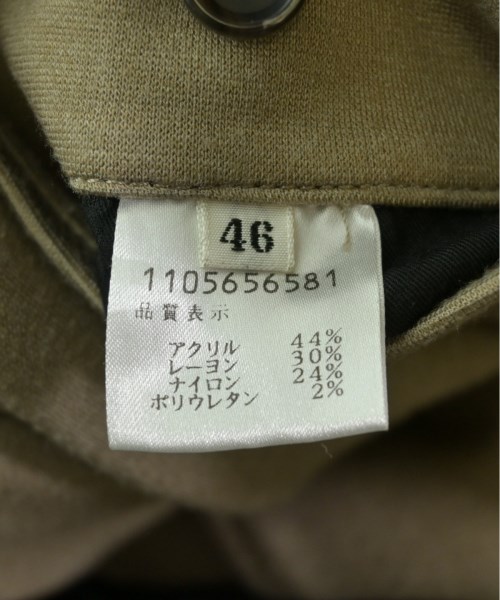 46
1105656581
品質表示
アクリル 44%
レーヨン 30%
ナイロン 24%
ポリウレタン 2%